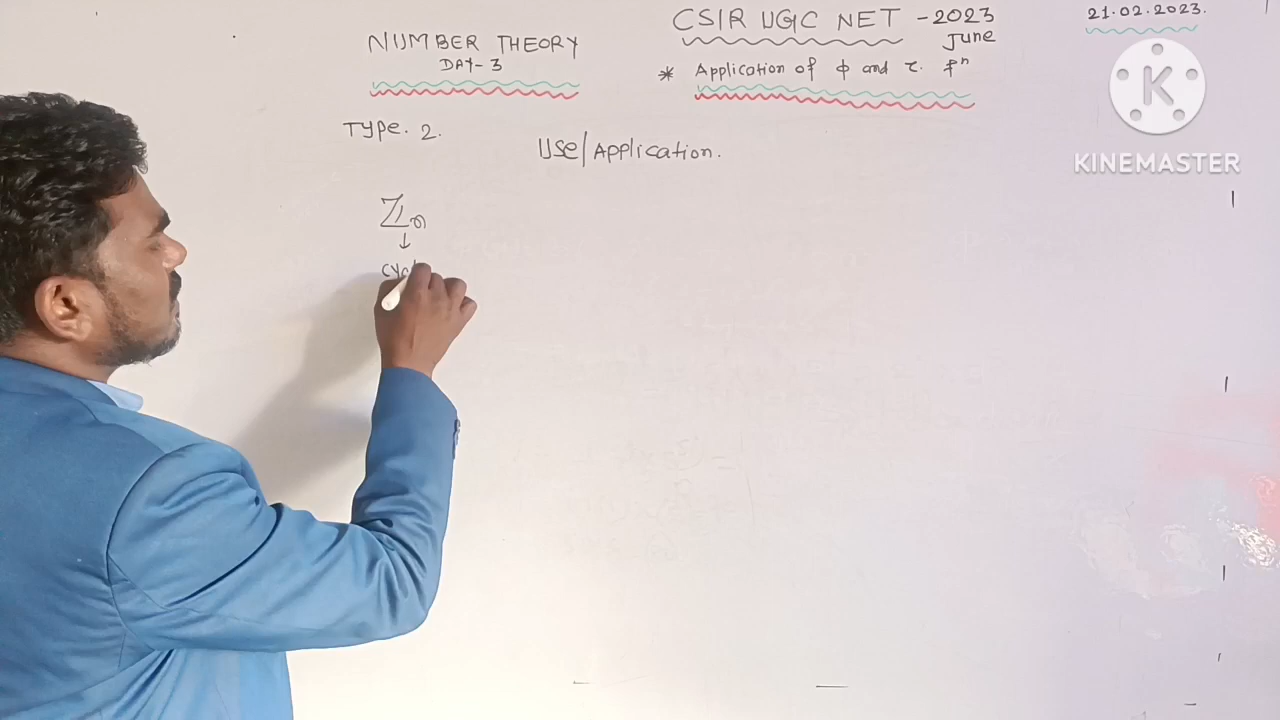 NUMBER THEORY
DAY-3
CSIR UGC NET - 2023
June
21.02.2023.
* Application of φ and τ. fⁿ
KINEMASTER
Type. 2.
Use/Application.
ℤn
↓